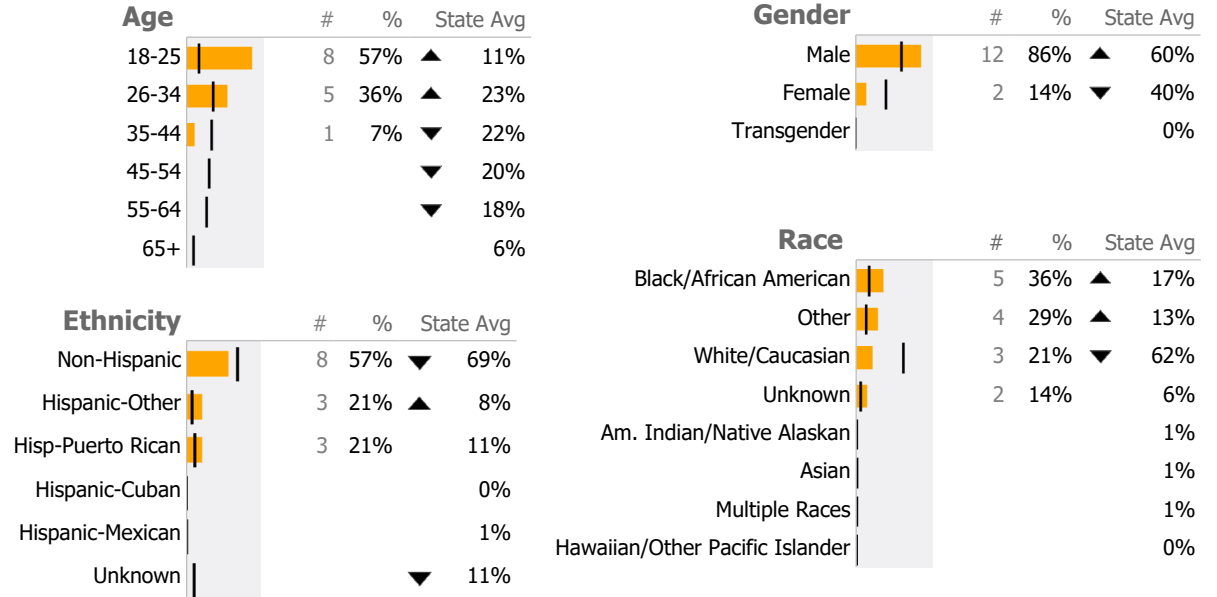 Age # % State Avg
18-25 8 57% ▲ 11%
26-34 5 36% ▲ 23%
35-44 1 7% ▼ 22%
45-54 ▼ 20%
55-64 ▼ 18%
65+ 6%
Ethnicity # % State Avg
Non-Hispanic 8 57% ▼ 69%
Hispanic-Other 3 21% ▲ 8%
Hisp-Puerto Rican 3 21% 11%
Hispanic-Cuban 0%
Hispanic-Mexican 1%
Unknown ▼ 11%
Gender # % State Avg
Male 12 86% ▲ 60%
Female 2 14% ▼ 40%
Transgender 0%
Race # % State Avg
Black/African American 5 36% ▲ 17%
Other 4 29% ▲ 13%
White/Caucasian 3 21% ▼ 62%
Unknown 2 14% 6%
Am. Indian/Native Alaskan 1%
Asian 1%
Multiple Races 1%
Hawaiian/Other Pacific Islander 0%